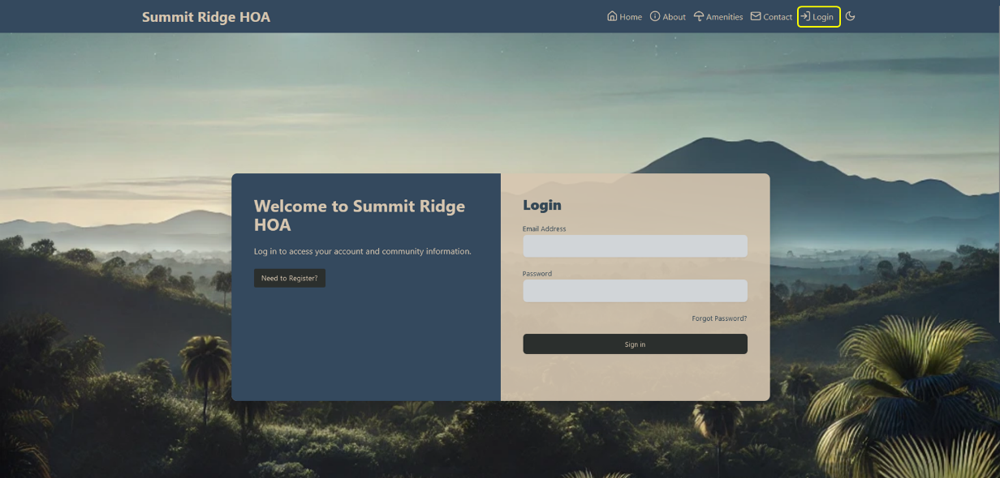 Summit Ridge HOA
Home About Amenities Contact Login
Welcome to Summit Ridge
HOA
Log in to access your account and community information.
Need to Register?
Login
Email Address
Password
Forgot Password?
Sign in